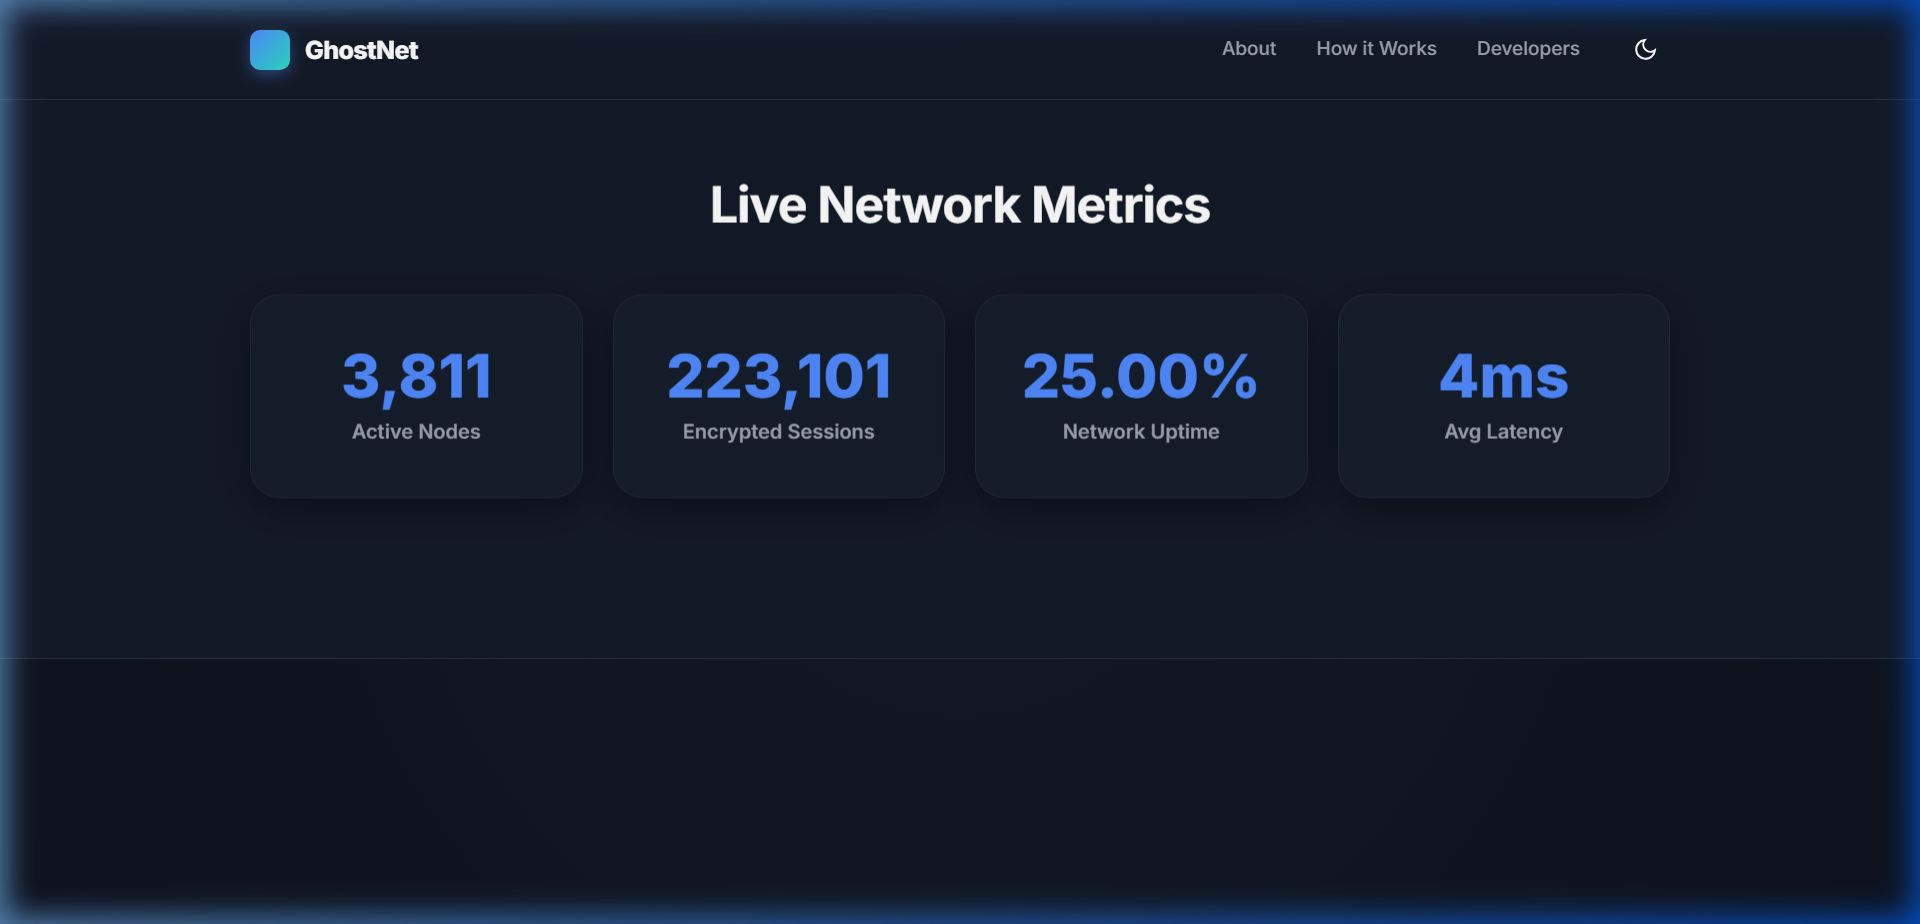 GhostNet
About
How it Works
Developers
Live Network Metrics
3,811
Active Nodes
223,101
Encrypted Sessions
25.00%
Network Uptime
4ms
Avg Latency